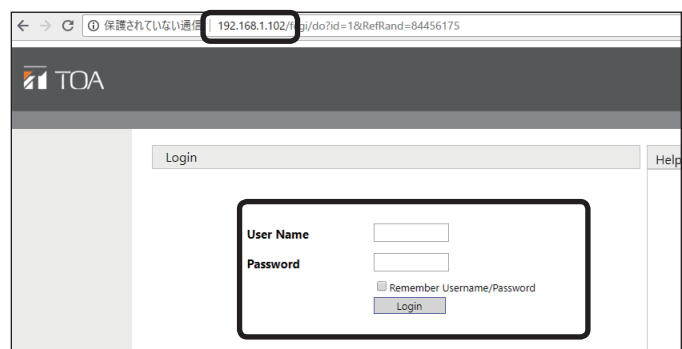 保護されていない通信 | 192.168.1.102/fcgi/do?id=1&RefRand=84456175
TOA
Login
Help
User Name
Password
Remember Username/Password
Login